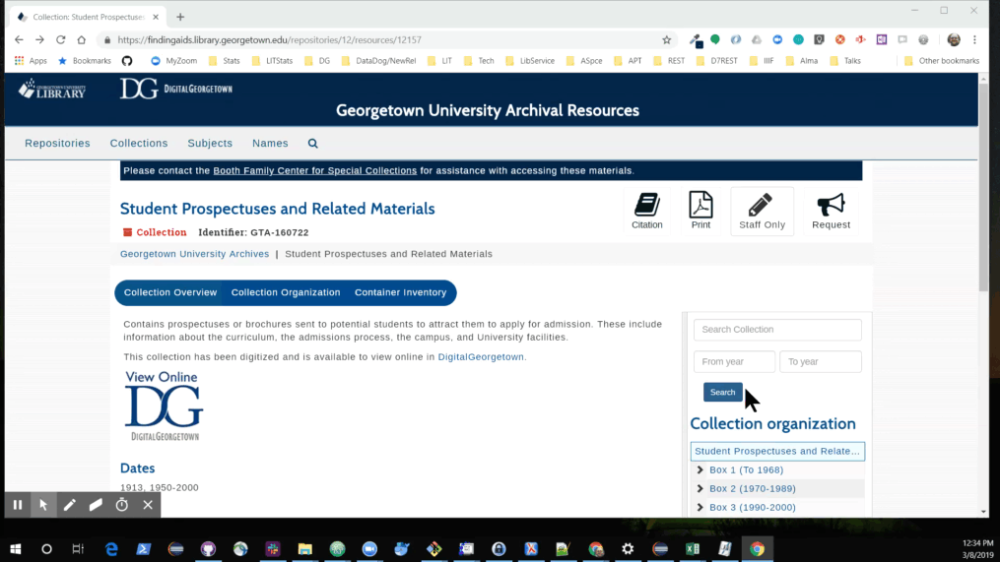 Collection: Student Prospectuse
https://findingaids.library.georgetown.edu/repositories/12/resources/12157
Apps Bookmarks MyZoom Stats LITStats DG DataDog/NewRel LIT Tech LibService ASpce APT REST D7REST IIIF Alma Talks Other bookmarks
GEORGETOWN UNIVERSITY
LIBRARY
DG DIGITALGEORGETOWN
Georgetown University Archival Resources
Repositories Collections Subjects Names
Please contact the Booth Family Center for Special Collections for assistance with accessing these materials.
Student Prospectuses and Related Materials
Citation Print Staff Only Request
Collection Identifier: GTA-160722
Georgetown University Archives | Student Prospectuses and Related Materials
Collection Overview Collection Organization Container Inventory
Contains prospectuses or brochures sent to potential students to attract them to apply for admission. These include
information about the curriculum, the admissions process, the campus, and University facilities.
This collection has been digitized and is available to view online in DigitalGeorgetown.
View Online
DG
DIGITALGEORGETOWN
Dates
1913, 1950-2000
Search Collection
From year To year
Search
Collection organization
Student Prospectuses and Relate...
Box 1 (To 1968)
Box 2 (1970-1989)
Box 3 (1990-2000)
12:34 PM
3/8/2019